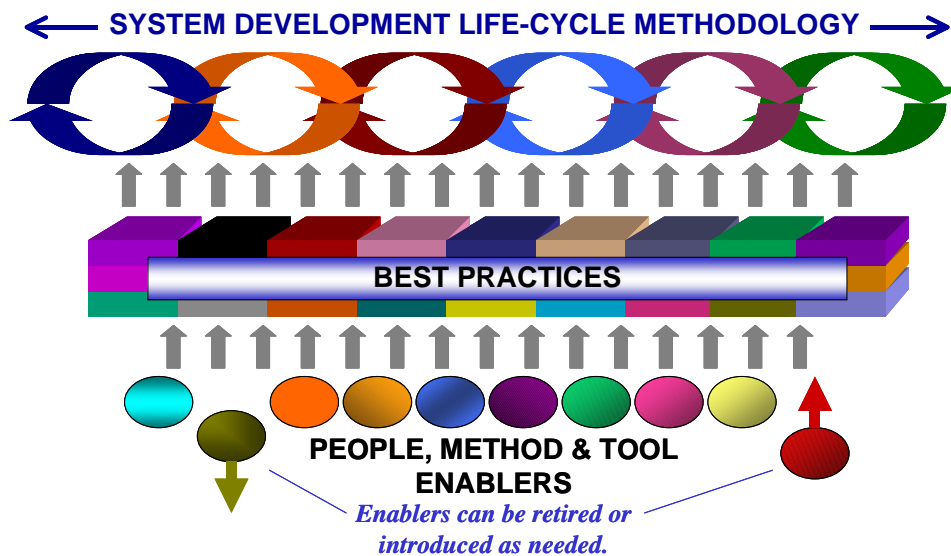 SYSTEM DEVELOPMENT LIFE-CYCLE METHODOLOGY
BEST PRACTICES
PEOPLE, METHOD & TOOL
ENABLERS
Enablers can be retired or
introduced as needed.